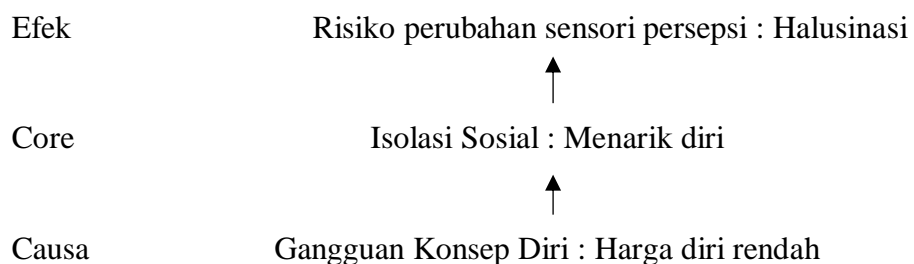 Efek Risiko perubahan sensori persepsi : Halusinasi
Core Isolasi Sosial : Menarik diri
Causa Gangguan Konsep Diri : Harga diri rendah